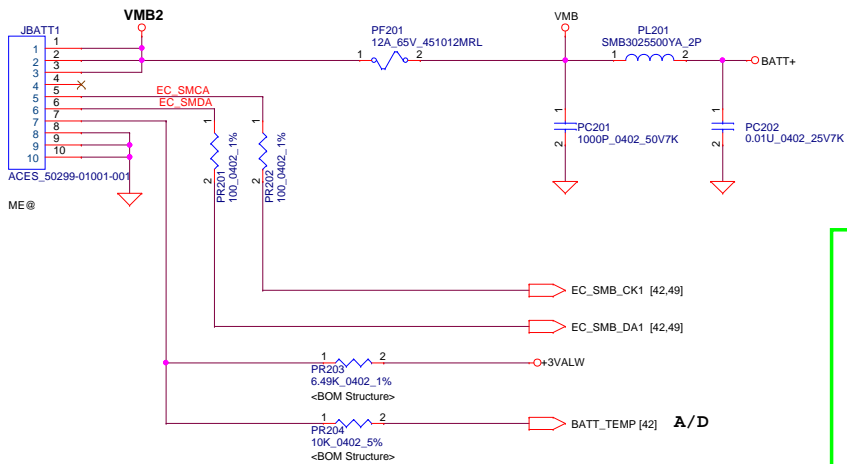 JBATT1
VMB2
PF201
12A_65V_451012MRL
VMB
PL201
SMB3025500YA_2P
1
2
3
4
5
6
7
8
9
10
1
2
3
4
5
6
7
8
9
10
1
2
1
2
BATT+
EC_SMCA
EC_SMDA
1
2
PR201
100_0402_1%
1
2
PR202
100_0402_1%
1
2
PC201
1000P_0402_50V7K
1
2
PC202
0.01U_0402_25V7K
ACES_50299-01001-001
ME@
EC_SMB_CK1 [42,49]
EC_SMB_DA1 [42,49]
1
2
PR203
6.49K_0402_1%
<BOM Structure>
+3VALW
1
2
PR204
10K_0402_5%
<BOM Structure>
BATT_TEMP [42]
A/D